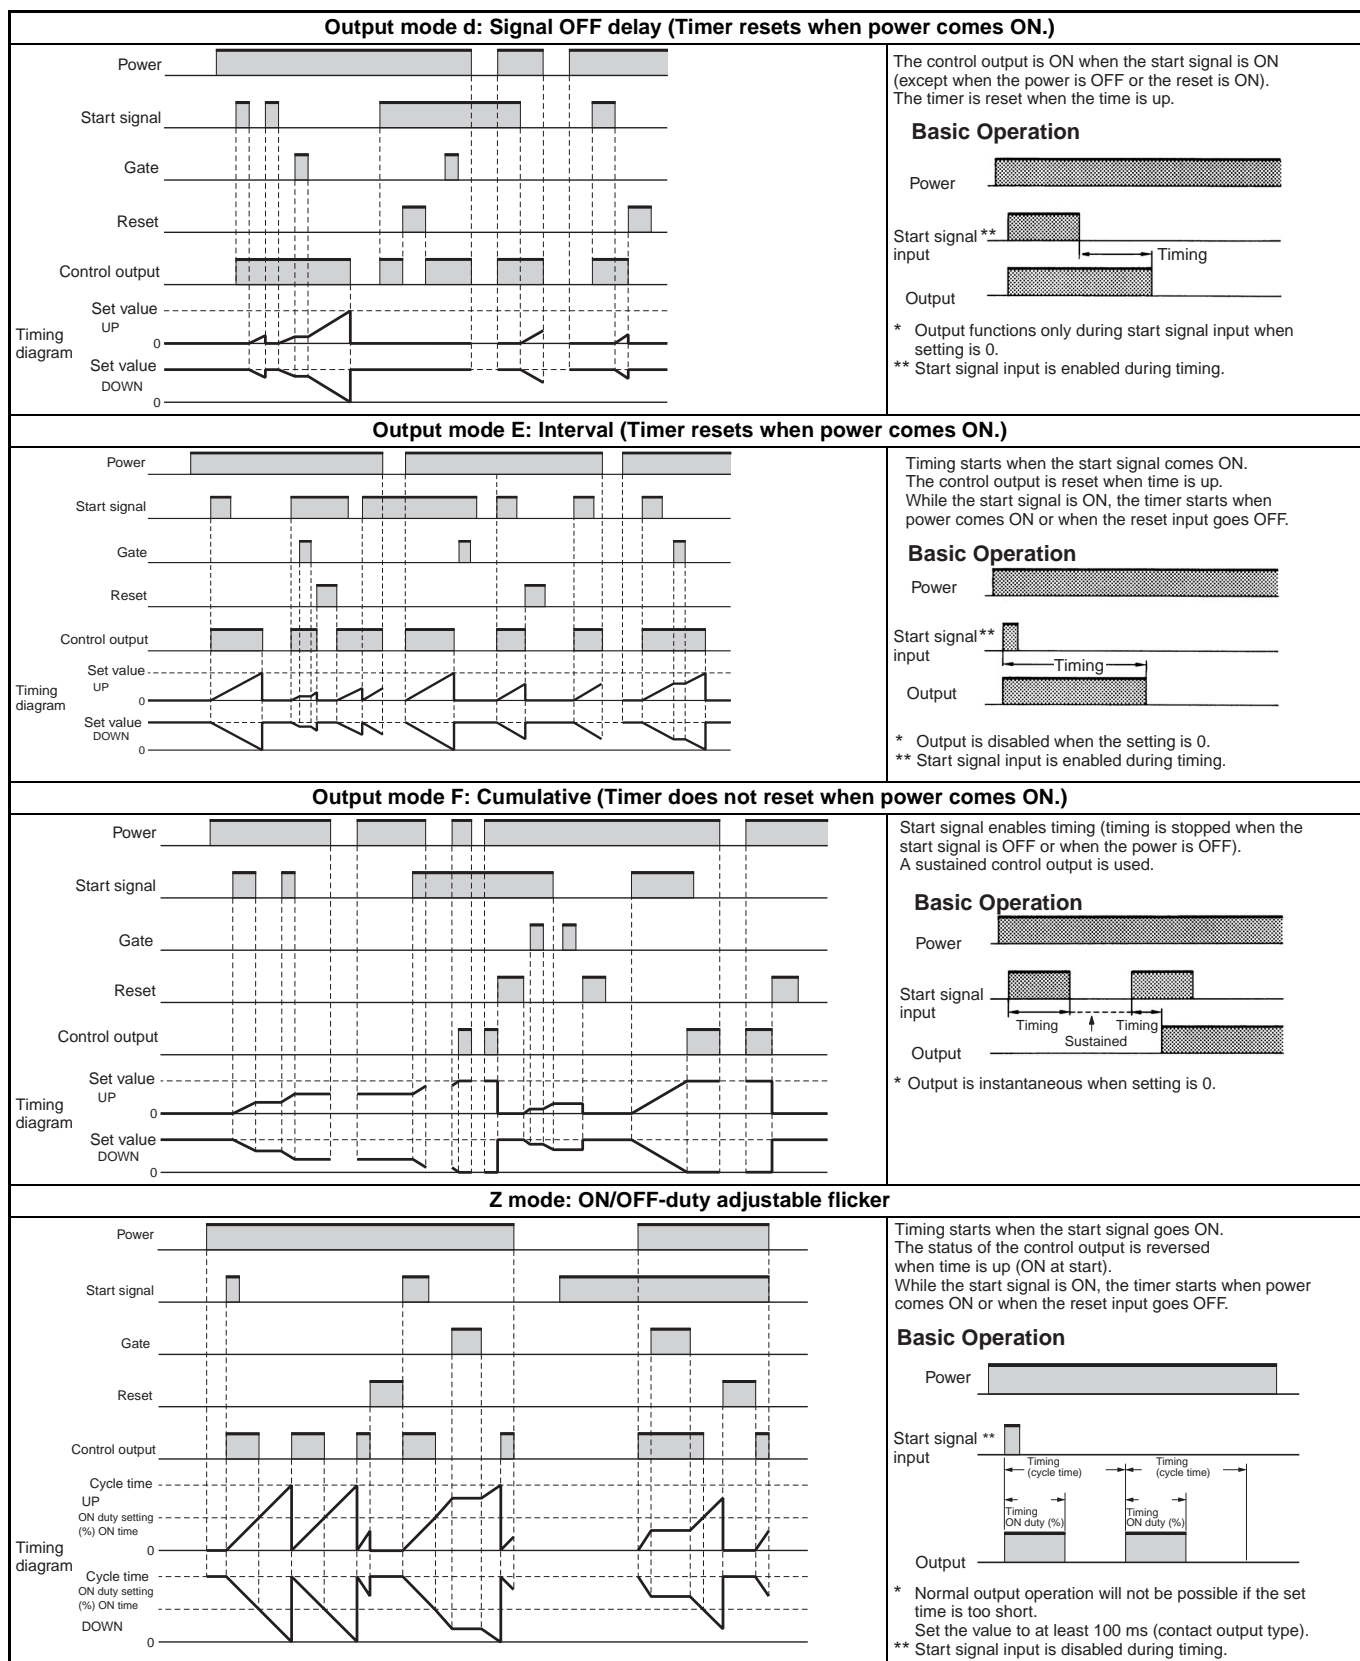 Output mode d: Signal OFF delay (Timer resets when power comes ON.)
Power
Start signal
Gate
Reset
Control output
Set value
UP
Timing
diagram
0
Set value
DOWN
0
The control output is ON when the start signal is ON
(except when the power is OFF or the reset is ON).
The timer is reset when the time is up.
Basic Operation
Power
Start signal **
input
Timing
Output
* Output functions only during start signal input when
setting is 0.
** Start signal input is enabled during timing.
Output mode E: Interval (Timer resets when power comes ON.)
Power
Start signal
Gate
Reset
Control output
Set value
UP
Timing
diagram
0
Set value
DOWN
0
Timing starts when the start signal comes ON.
The control output is reset when time is up.
While the start signal is ON, the timer starts when
power comes ON or when the reset input goes OFF.
Basic Operation
Power
Start signal **
input
Timing
Output
* Output is disabled when the setting is 0.
** Start signal input is enabled during timing.
Output mode F: Cumulative (Timer does not reset when power comes ON.)
Power
Start signal
Gate
Reset
Control output
Set value
UP
Timing
diagram
0
Set value
DOWN
0
Start signal enables timing (timing is stopped when the
start signal is OFF or when the power is OFF).
A sustained control output is used.
Basic Operation
Power
Start signal
input
Timing Timing
Sustained
Output
* Output is instantaneous when setting is 0.
Z mode: ON/OFF-duty adjustable flicker
Power
Start signal
Gate
Reset
Control output
Cycle time
UP
ON duty setting
(%) ON time
Timing
diagram
0
Cycle time
ON duty setting
(%) ON time
DOWN
0
Timing starts when the start signal goes ON.
The status of the control output is reversed
when time is up (ON at start).
While the start signal is ON, the timer starts when power
comes ON or when the reset input goes OFF.
Basic Operation
Power
Start signal **
input
Timing Timing
(cycle time) (cycle time)
Timing Timing
ON duty (%) ON duty (%)
Output
* Normal output operation will not be possible if the set
time is too short.
Set the value to at least 100 ms (contact output type).
** Start signal input is disabled during timing.